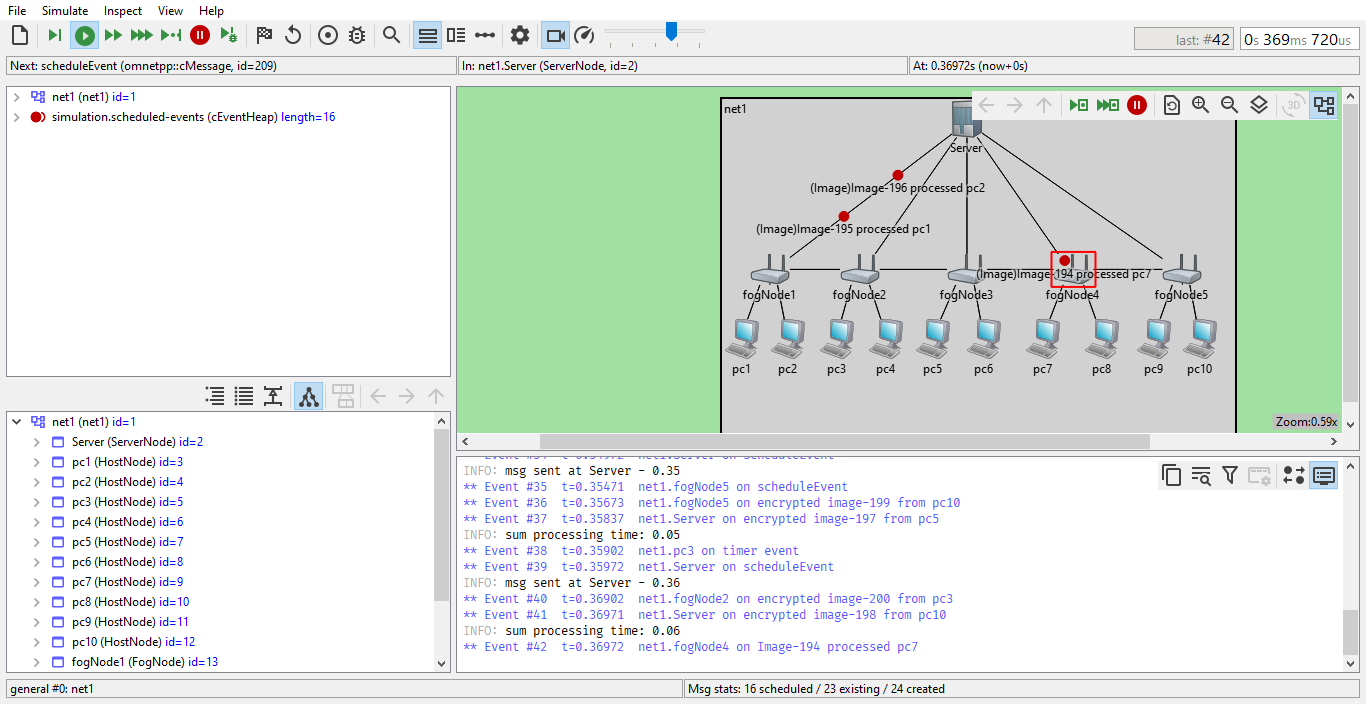 File Simulate Inspect View Help
last: #42 0s 369ms 720us
Next: scheduleEvent (omnetpp::cMessage, id=209) In: net1.Server (ServerNode, id=2) At: 0.36972s (now+0s)
net1 (net1) id=1
simulation.scheduled-events (cEventHeap) length=16
3D
net1
Server
(Image)Image-196 processed pc2
(Image)Image-195 processed pc1
(Image)Image-194 processed pc7
fogNode1 fogNode2 fogNode3 fogNode4 fogNode5
pc1 pc2 pc3 pc4 pc5 pc6 pc7 pc8 pc9 pc10
Zoom:0.59x
net1 (net1) id=1
Server (ServerNode) id=2
pc1 (HostNode) id=3
pc2 (HostNode) id=4
pc3 (HostNode) id=5
pc4 (HostNode) id=6
pc5 (HostNode) id=7
pc6 (HostNode) id=8
pc7 (HostNode) id=9
pc8 (HostNode) id=10
pc9 (HostNode) id=11
pc10 (HostNode) id=12
fogNode1 (FogNode) id=13
** Event #34 t=0.34972 net1.Server on scheduleEvent
INFO: msg sent at Server - 0.35
** Event #35 t=0.35471 net1.fogNode5 on scheduleEvent
** Event #36 t=0.35673 net1.fogNode5 on encrypted image-199 from pc10
** Event #37 t=0.35837 net1.Server on encrypted image-197 from pc5
INFO: sum processing time: 0.05
** Event #38 t=0.35902 net1.pc3 on timer event
** Event #39 t=0.35972 net1.Server on scheduleEvent
INFO: msg sent at Server - 0.36
** Event #40 t=0.36902 net1.fogNode2 on encrypted image-200 from pc3
** Event #41 t=0.36971 net1.Server on encrypted image-198 from pc10
INFO: sum processing time: 0.06
** Event #42 t=0.36972 net1.fogNode4 on Image-194 processed pc7
general #0: net1 Msg stats: 16 scheduled / 23 existing / 24 created